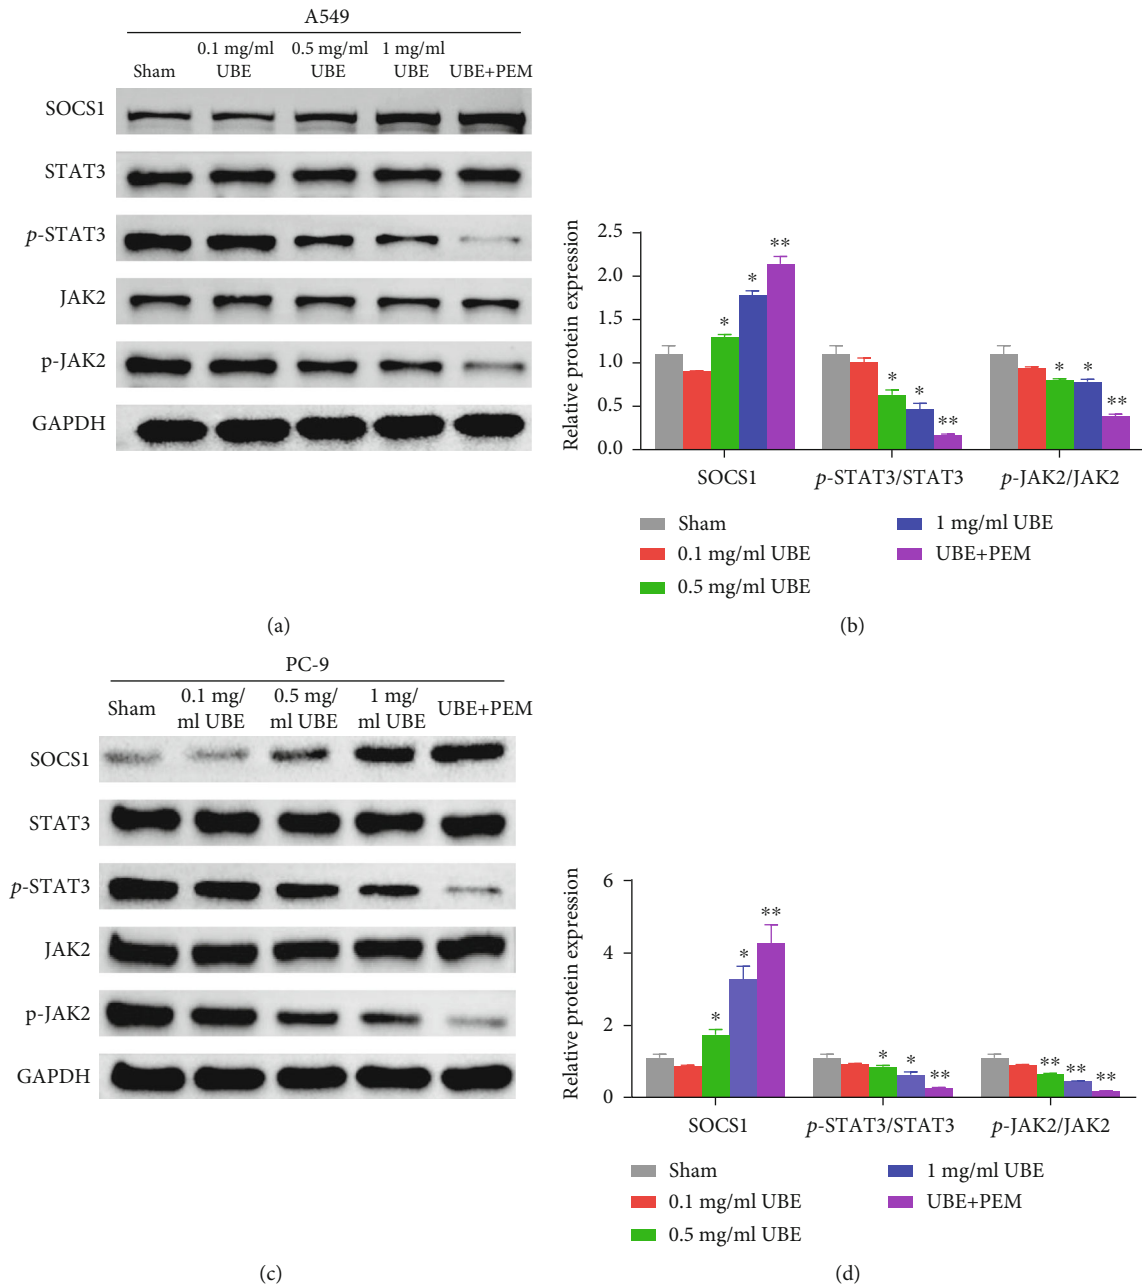 A549
Sham
0.1 mg/ml
UBE
0.5 mg/ml
UBE
1 mg/ml
UBE
UBE+PEM
SOCS1
STAT3
p-STAT3
JAK2
p-JAK2
GAPDH
(a)
Relative protein expression
2.5
2.0
1.5
1.0
0.5
0.0
* * **
* * **
* * **
SOCS1
p-STAT3/STAT3
p-JAK2/JAK2
Sham
0.1 mg/ml UBE
0.5 mg/ml UBE
1 mg/ml UBE
UBE+PEM
(b)
PC-9
Sham
0.1 mg/
ml UBE
0.5 mg/
ml UBE
1 mg/
ml UBE
UBE+PEM
SOCS1
STAT3
p-STAT3
JAK2
p-JAK2
GAPDH
(c)
Relative protein expression
6
4
2
0
* * **
* * **
** ** **
SOCS1
p-STAT3/STAT3
p-JAK2/JAK2
Sham
0.1 mg/ml UBE
0.5 mg/ml UBE
1 mg/ml UBE
UBE+PEM
(d)